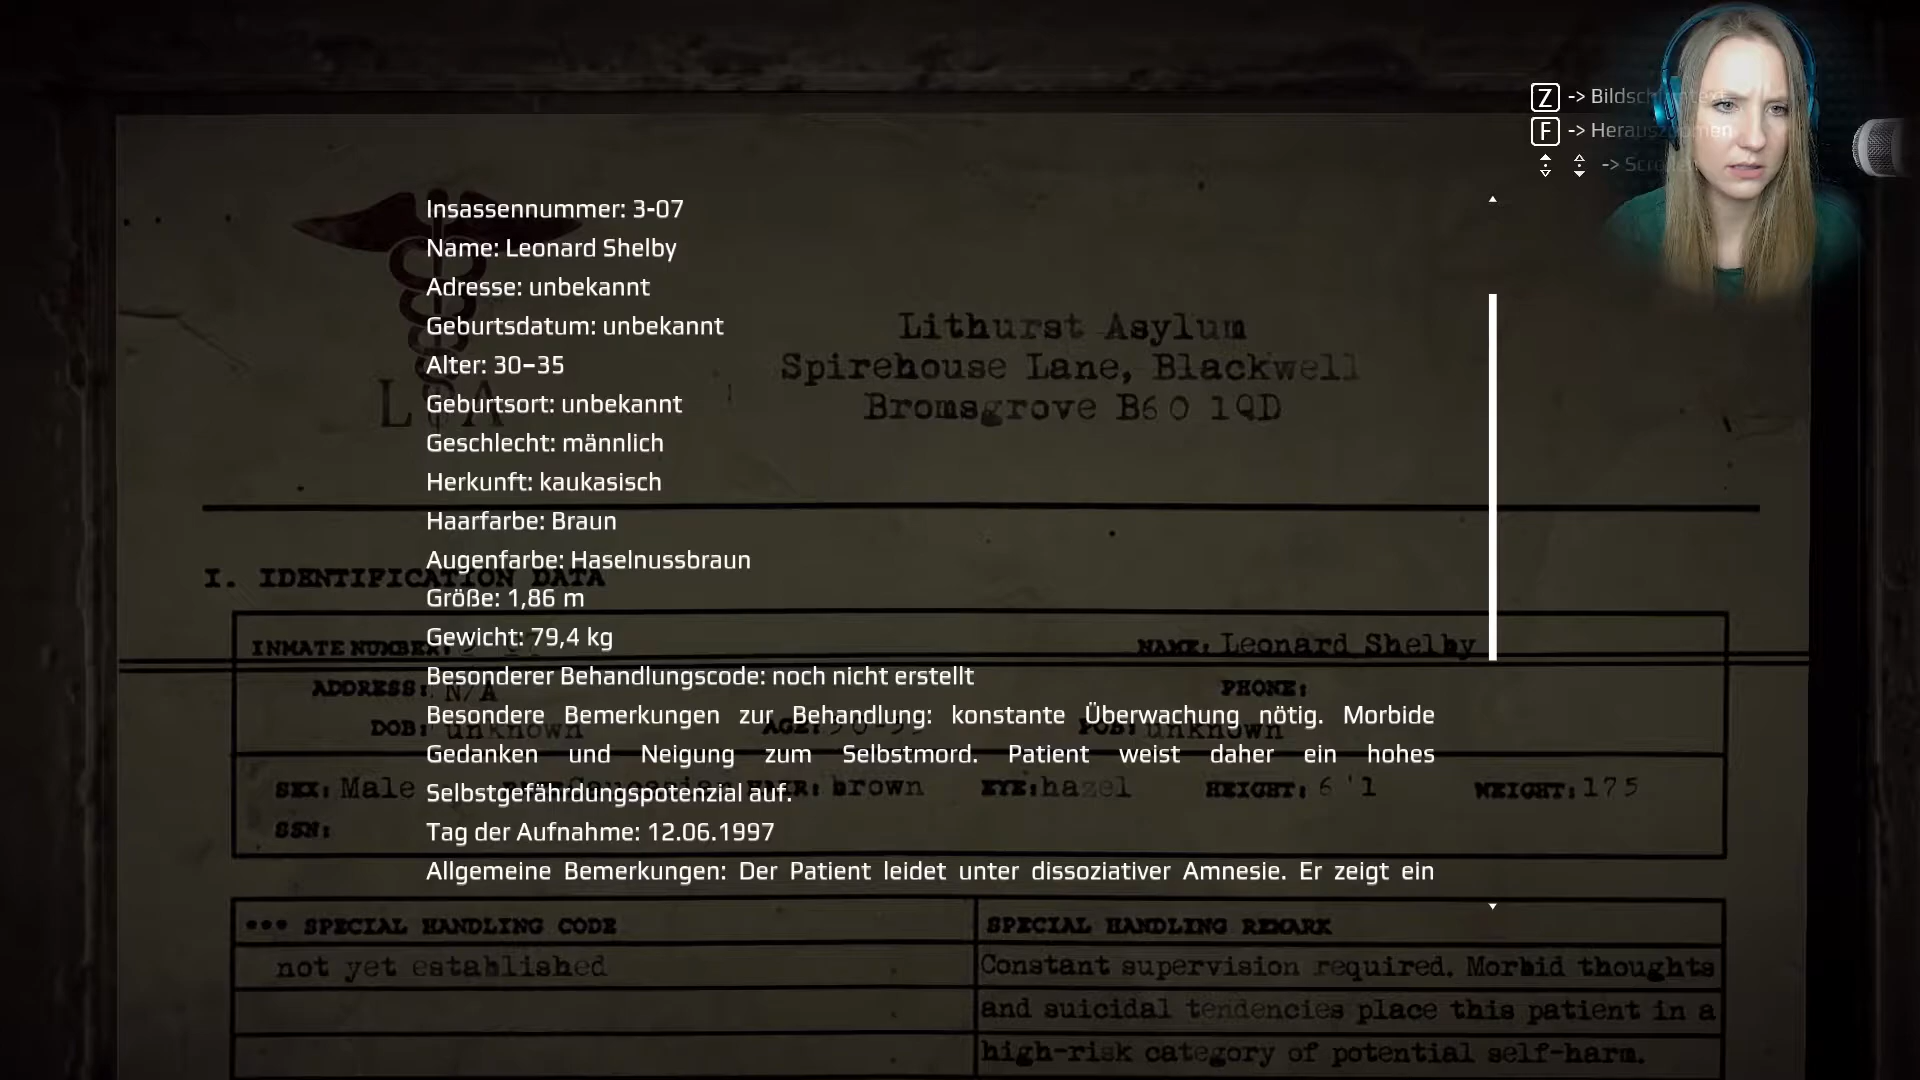 Z -> Bildsch
F -> Herauszoomen
->
Insassennummer: 3-07
Name: Leonard Shelby
Adresse: unbekannt
Geburtsdatum: unbekannt
Alter: 30–35
Geburtsort: unbekannt
Geschlecht: männlich
Herkunft: kaukasisch
Haarfarbe: Braun
Augenfarbe: Haselnussbraun
Größe: 1,86 m
Gewicht: 79,4 kg
Besonderer Behandlungscode: noch nicht erstellt
Besondere Bemerkungen zur Behandlung: konstante Überwachung nötig. Morbide
Gedanken und Neigung zum Selbstmord. Patient weist daher ein hohes
Selbstgefährdungspotenzial auf.
Tag der Aufnahme: 12.06.1997
Allgemeine Bemerkungen: Der Patient leidet unter dissoziativer Amnesie. Er zeigt ein
L A
Lithurst Asylum
Spirehouse Lane, Blackwell
Bromsgrove B60 1QD
I. IDENTIFICATION DATA
INMATE NUMBER: NAME: Leonard Shelby
ADDRESS: N/A PHONE:
DOB: unknown AGE: 30-35 POB: unknown
SEX: Male HAIR: brown EYE: hazel HEIGHT: 6'1 WEIGHT: 175
SSN:
*** SPECIAL HANDLING CODE
not yet established
SPECIAL HANDLING REMARK
Constant supervision required. Morbid thoughts
and suicidal tendencies place this patient in a
high-risk category of potential self-harm.